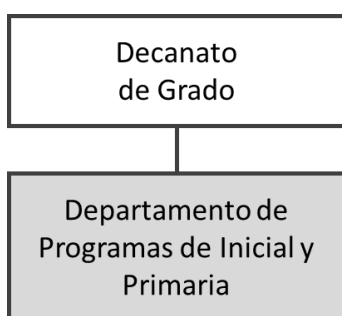 Decanato
de Grado
Departamento de
Programas de Inicial y
Primaria